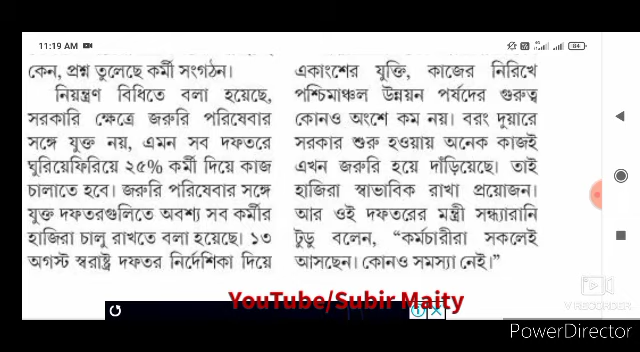 11:19 AM
84
কেন, প্রশ্ন তুলেছে কর্মী সংগঠন।
নিয়ন্ত্রণ বিধিতে বলা হয়েছে,
সরকারি ক্ষেত্রে জরুরি পরিষেবার
সঙ্গে যুক্ত নয়, এমন সব দফতরে
ঘুরিয়েফিরিয়ে ২৫% কর্মী দিয়ে কাজ
চালাতে হবে। জরুরি পরিষেবার সঙ্গে
যুক্ত দফতরগুলিতে অবশ্য সব কর্মীর
হাজিরা চালু রাখতে বলা হয়েছে। ১৩
অগস্ট স্বরাষ্ট্র দফতর নির্দেশিকা দিয়ে
একাংশের যুক্তি, কাজের নিরিখে
পশ্চিমাঞ্চল উন্নয়ন পর্ষদের গুরুত্ব
কোনও অংশে কম নয়। বরং দুয়ারে
সরকার শুরু হওয়ায় অনেক কাজই
এখন জরুরি হয়ে দাঁড়িয়েছে। তাই
হাজিরা স্বাভাবিক রাখা প্রয়োজন।
আর ওই দফতরের মন্ত্রী সন্ধ্যারানি
টুডু বলেন, “কর্মচারীরা সকলেই
আসছেন। কোনও সমস্যা নেই।”
YouTube/Subir Maity
VRECORDER
PowerDirector